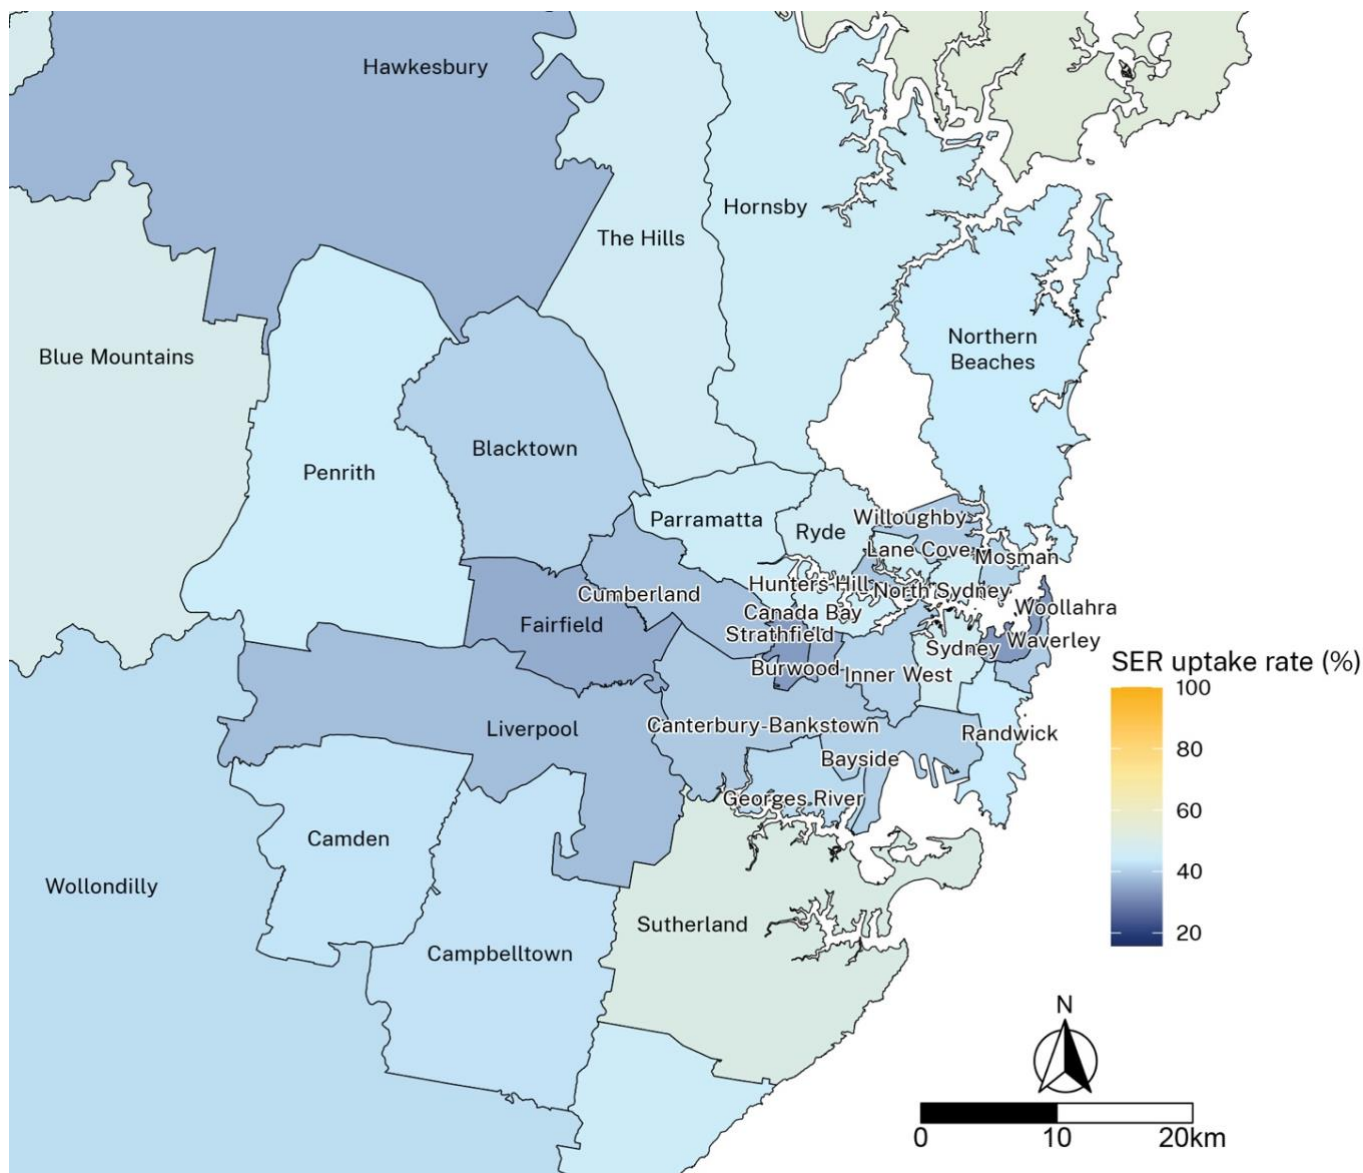 Hawkesbury
Hornsby
The Hills
Northern
Beaches
Blue Mountains
Blacktown
Penrith
Willoughby
Parramatta
Ryde
Lane Cove
Mosman
Hunters Hill
North Sydney
Cumberland
Woollahra
Canada Bay
Fairfield
Strathfield
Waverley
Sydney
Burwood
Inner West
Canterbury-Bankstown
Liverpool
Randwick
Bayside
Georges River
Camden
Wollondilly
Sutherland
Campbelltown
SER uptake rate (%)
100
80
60
40
20
N
0 10 20km